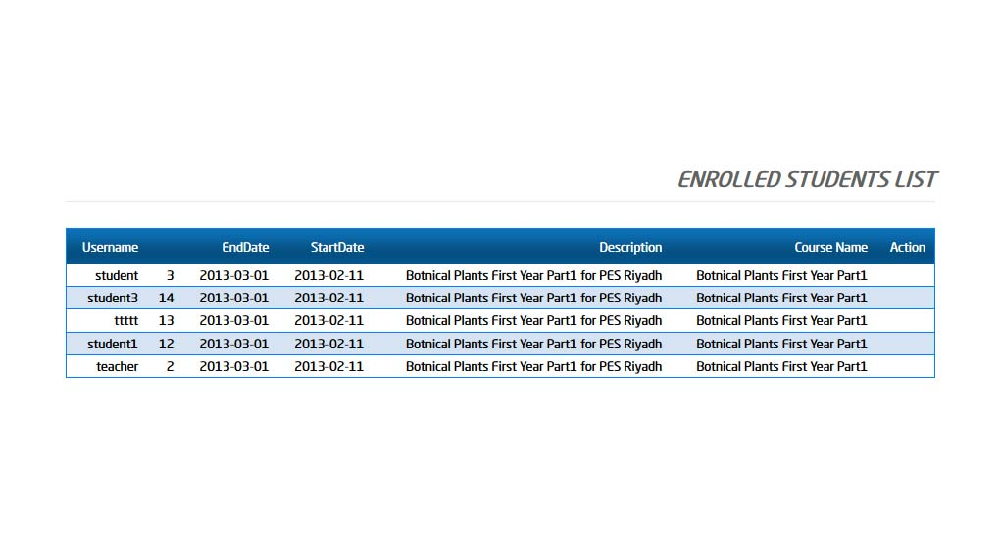 ENROLLED STUDENTS LIST
Username EndDate StartDate Description Course Name Action
student 3 2013-03-01 2013-02-11 Botnical Plants First Year Part1 for PES Riyadh Botnical Plants First Year Part1
student3 14 2013-03-01 2013-02-11 Botnical Plants First Year Part1 for PES Riyadh Botnical Plants First Year Part1
ttttt 13 2013-03-01 2013-02-11 Botnical Plants First Year Part1 for PES Riyadh Botnical Plants First Year Part1
student1 12 2013-03-01 2013-02-11 Botnical Plants First Year Part1 for PES Riyadh Botnical Plants First Year Part1
teacher 2 2013-03-01 2013-02-11 Botnical Plants First Year Part1 for PES Riyadh Botnical Plants First Year Part1